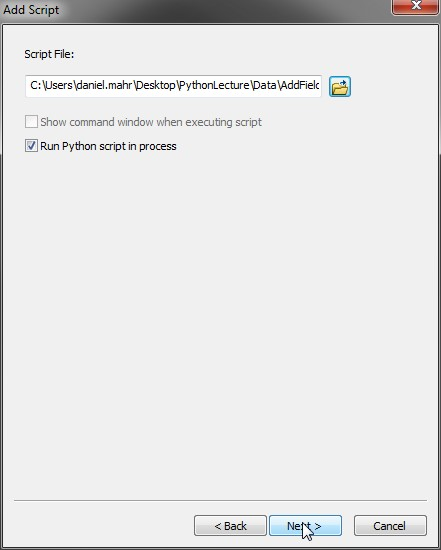 Add Script
Script File:
C:\Users\daniel.mahr\Desktop\PythonLecture\Data\AddFielc
Show command window when executing script
Run Python script in process
< Back
Next >
Cancel